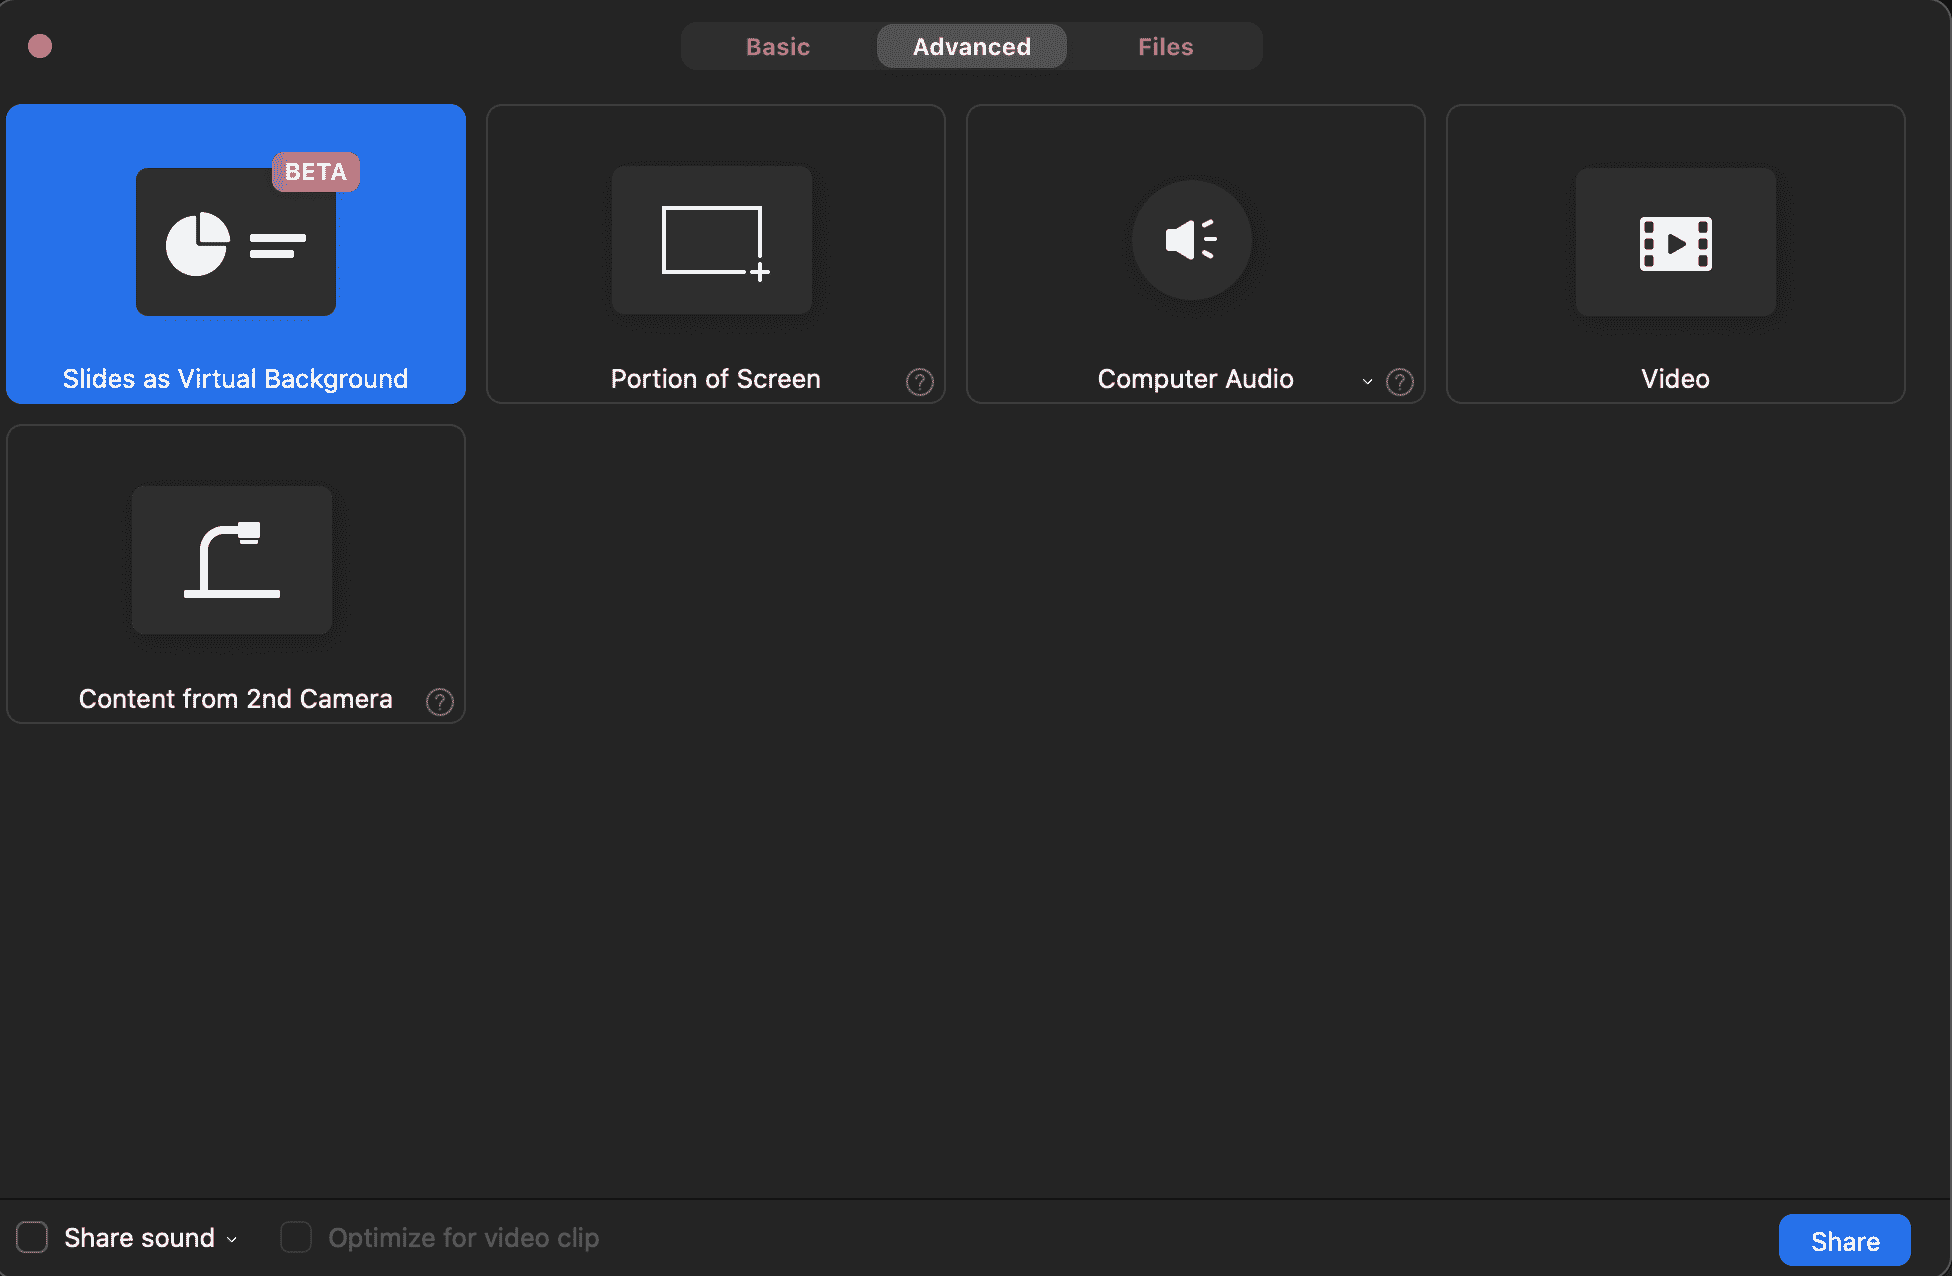 Basic
Advanced
Files
BETA
Slides as Virtual Background
Portion of Screen
?
Computer Audio
?
Video
Content from 2nd Camera
?
Share sound
Optimize for video clip
Share